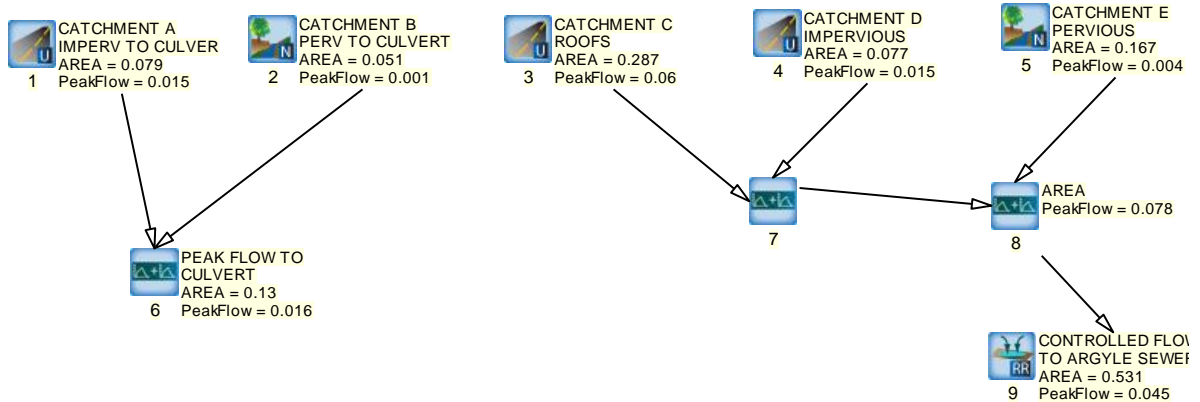 CATCHMENT A
IMPERV TO CULVER
AREA = 0.079
PeakFlow = 0.015
U
1
CATCHMENT B
PERV TO CULVERT
AREA = 0.051
PeakFlow = 0.001
N
2
CATCHMENT C
ROOFS
AREA = 0.287
PeakFlow = 0.06
U
3
CATCHMENT D
IMPERVIOUS
AREA = 0.077
PeakFlow = 0.015
U
4
CATCHMENT E
PERVIOUS
AREA = 0.167
PeakFlow = 0.004
N
5
PEAK FLOW TO
CULVERT
AREA = 0.13
PeakFlow = 0.016
6
7
AREA
PeakFlow = 0.078
8
CONTROLLED FLOW
TO ARGYLE SEWER
AREA = 0.531
PeakFlow = 0.045
RR
9